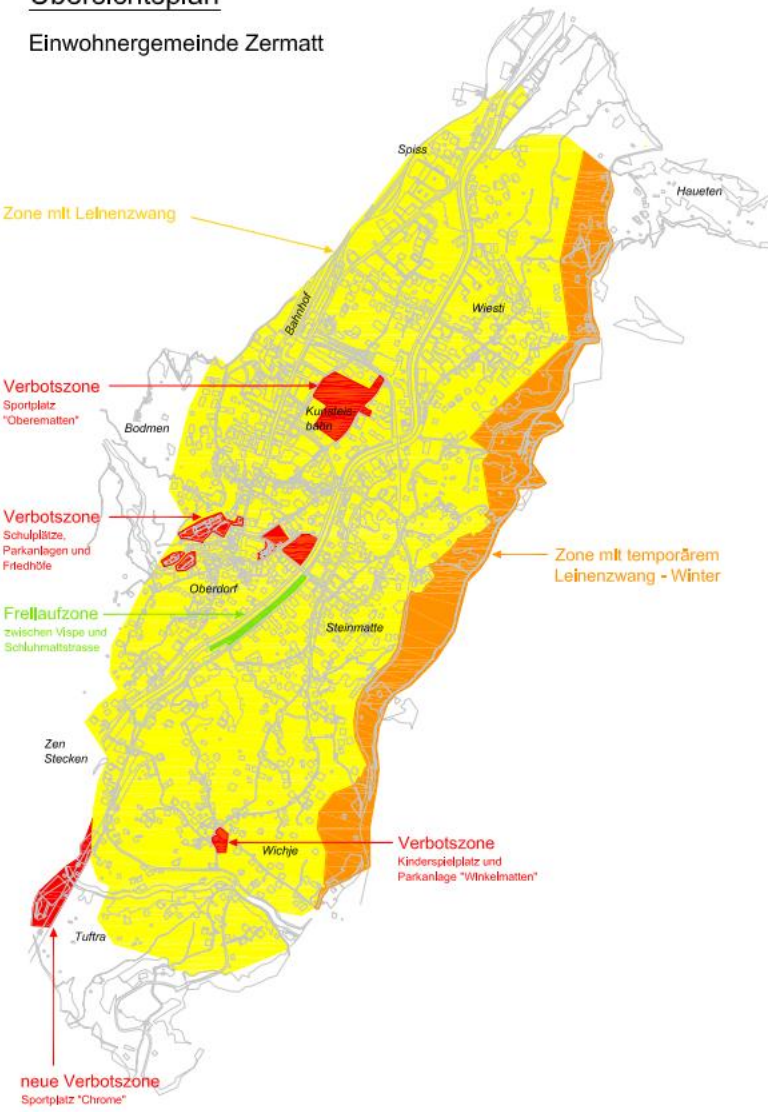 Übersichtsplan
Einwohnergemeinde Zermatt
Spiss
Haueten
Zone mit Leinenzwang
Bahnhof
Wiesti
Verbotszone
Sportplatz
"Oberematten"
Kunsteis-
bahn
Bodmen
Verbotszone
Schulplätze,
Parkanlagen und
Friedhöfe
Zone mit temporärem
Leinenzwang - Winter
Oberdorf
Freilaufzone
zwischen Vispe und
Schluhmattstrasse
Steinmatte
Zen
Stecken
Verbotszone
Kinderspielplatz und
Parkanlage "Winkelmatten"
Wichje
Tuftra
neue Verbotszone
Sportplatz "Chrome"